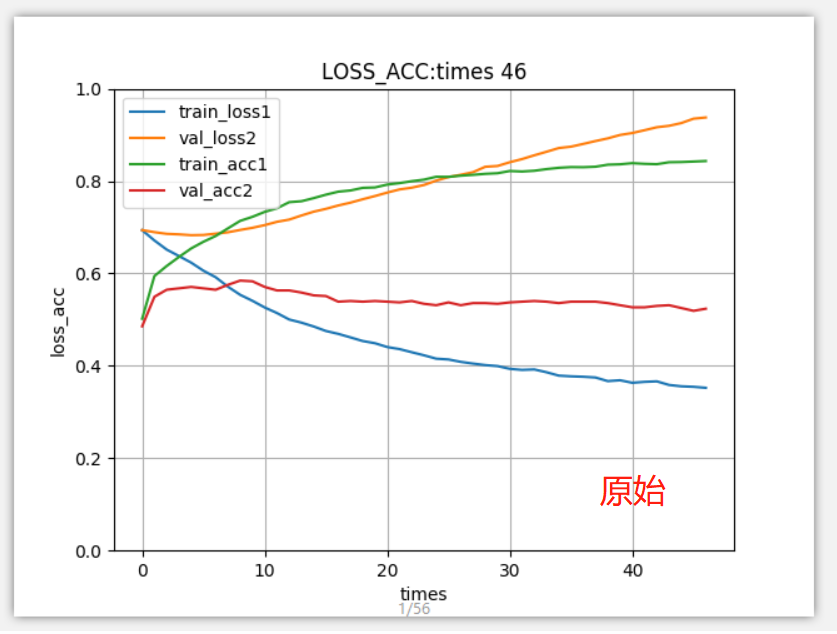 LOSS_ACC:times 46
1.0
0.8
0.6
0.4
0.2
0.0
loss_acc
train_loss1
val_loss2
train_acc1
val_acc2
原始
0 10 20 30 40
times
1/56